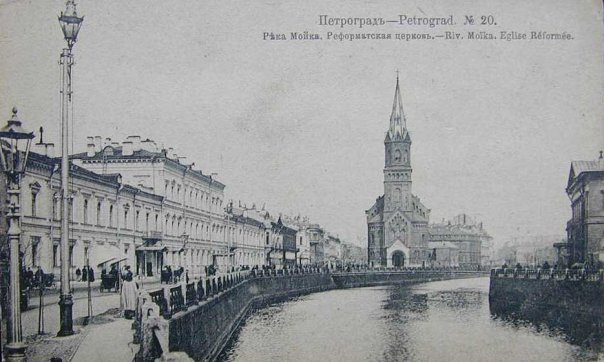 Петроградъ—Petrograd. № 20.
Рѣка Мойка. Реформатская церковь.—Riv. Moïka. Eglise Réformée.